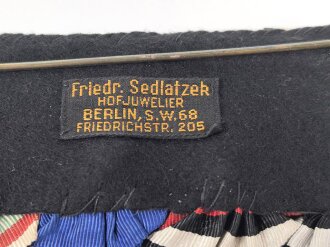 Friedr. Sedlatzek
HOFJUWELIER
BERLIN, S.W. 68
FRIEDRICHSTR. 205